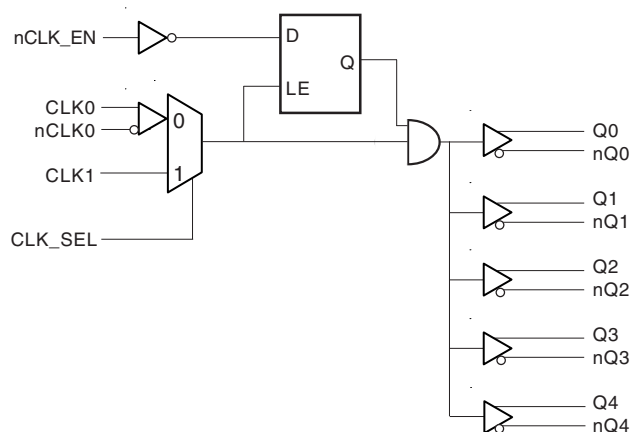 nCLK_EN
D
Q
LE
CLK0
nCLK0
0
CLK1
1
CLK_SEL
Q0
nQ0
Q1
nQ1
Q2
nQ2
Q3
nQ3
Q4
nQ4